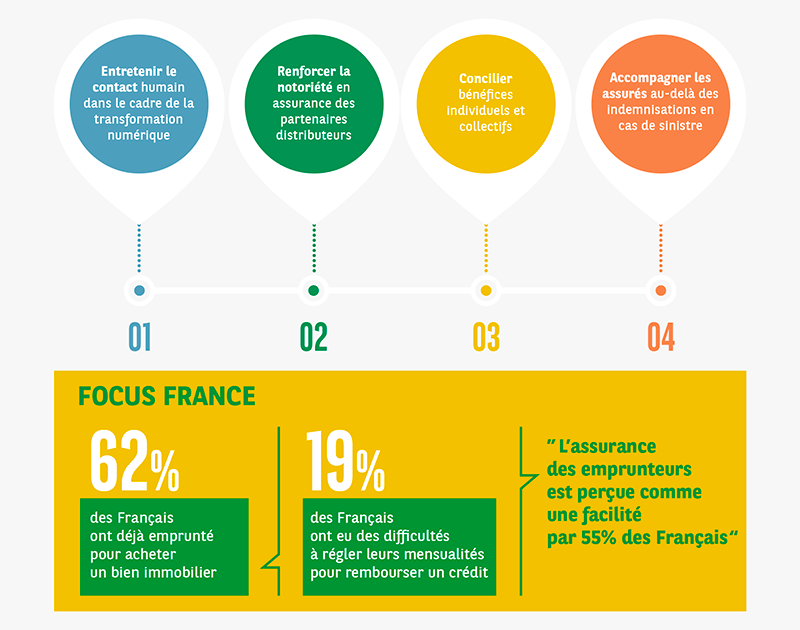 Entretenir le
contact humain
dans le cadre de la
transformation
numérique
Renforcer la
notoriété en
assurance des
partenaires
distributeurs
Concilier
bénéfices
individuels et
collectifs
Accompagner les
assurés au-delà des
indemnisations en
cas de sinistre
01
02
03
04
FOCUS FRANCE
62%
des Français
ont déjà emprunté
pour acheter
un bien immobilier
19%
des Français
ont eu des difficultés
à régler leurs mensualités
pour rembourser un crédit
” L’assurance
des emprunteurs
est perçue comme
une facilité
par 55% des Français“